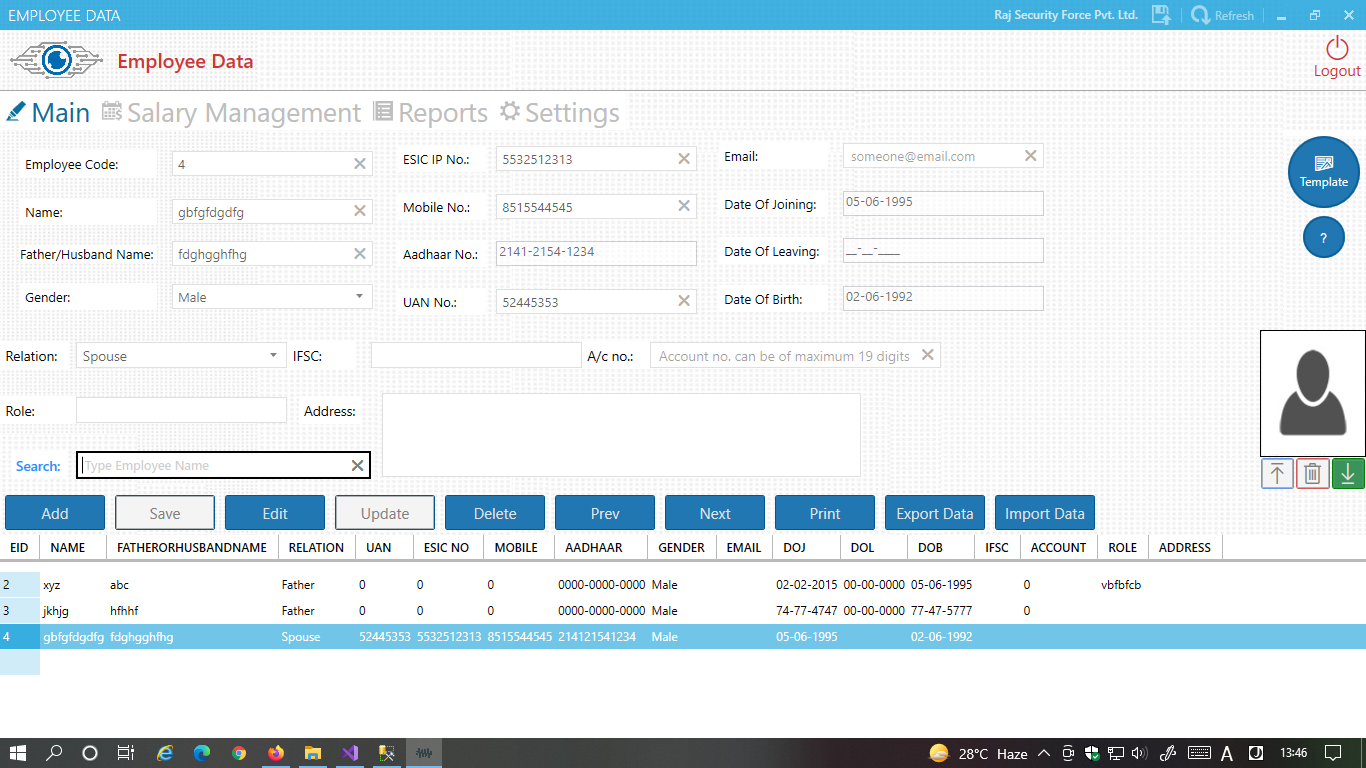 EMPLOYEE DATA Raj Security Force Pvt. Ltd. Refresh
Employee Data Logout
Main Salary Management Reports Settings
Employee Code: 4 ESIC IP No.: 5532512313 Email: someone@email.com
Template
Name: gbfgfdgdfg Mobile No.: 8515544545 Date Of Joining: 05-06-1995
?
Father/Husband Name: fdghgghfhg Aadhaar No.: 2141-2154-1234 Date Of Leaving: __-__-____
Gender: Male UAN No.: 52445353 Date Of Birth: 02-06-1992
Relation: Spouse IFSC: A/c no.: Account no. can be of maximum 19 digits
Role: Address:
Search: Type Employee Name
Add Save Edit Update Delete Prev Next Print Export Data Import Data
EID NAME FATHERORHUSBANDNAME RELATION UAN ESIC NO MOBILE AADHAAR GENDER EMAIL DOJ DOL DOB IFSC ACCOUNT ROLE ADDRESS
2 xyz abc Father 0 0 0 0000-0000-0000 Male 02-02-2015 00-00-0000 05-06-1995 0 vbfbfcb
3 jkhjg hfhhf Father 0 0 0 0000-0000-0000 Male 74-77-4747 00-00-0000 77-47-5777 0
4 gbfgfdgdfg fdghgghfhg Spouse 52445353 5532512313 8515544545 214121541234 Male 05-06-1995 02-06-1992
28°C Haze A 13:46